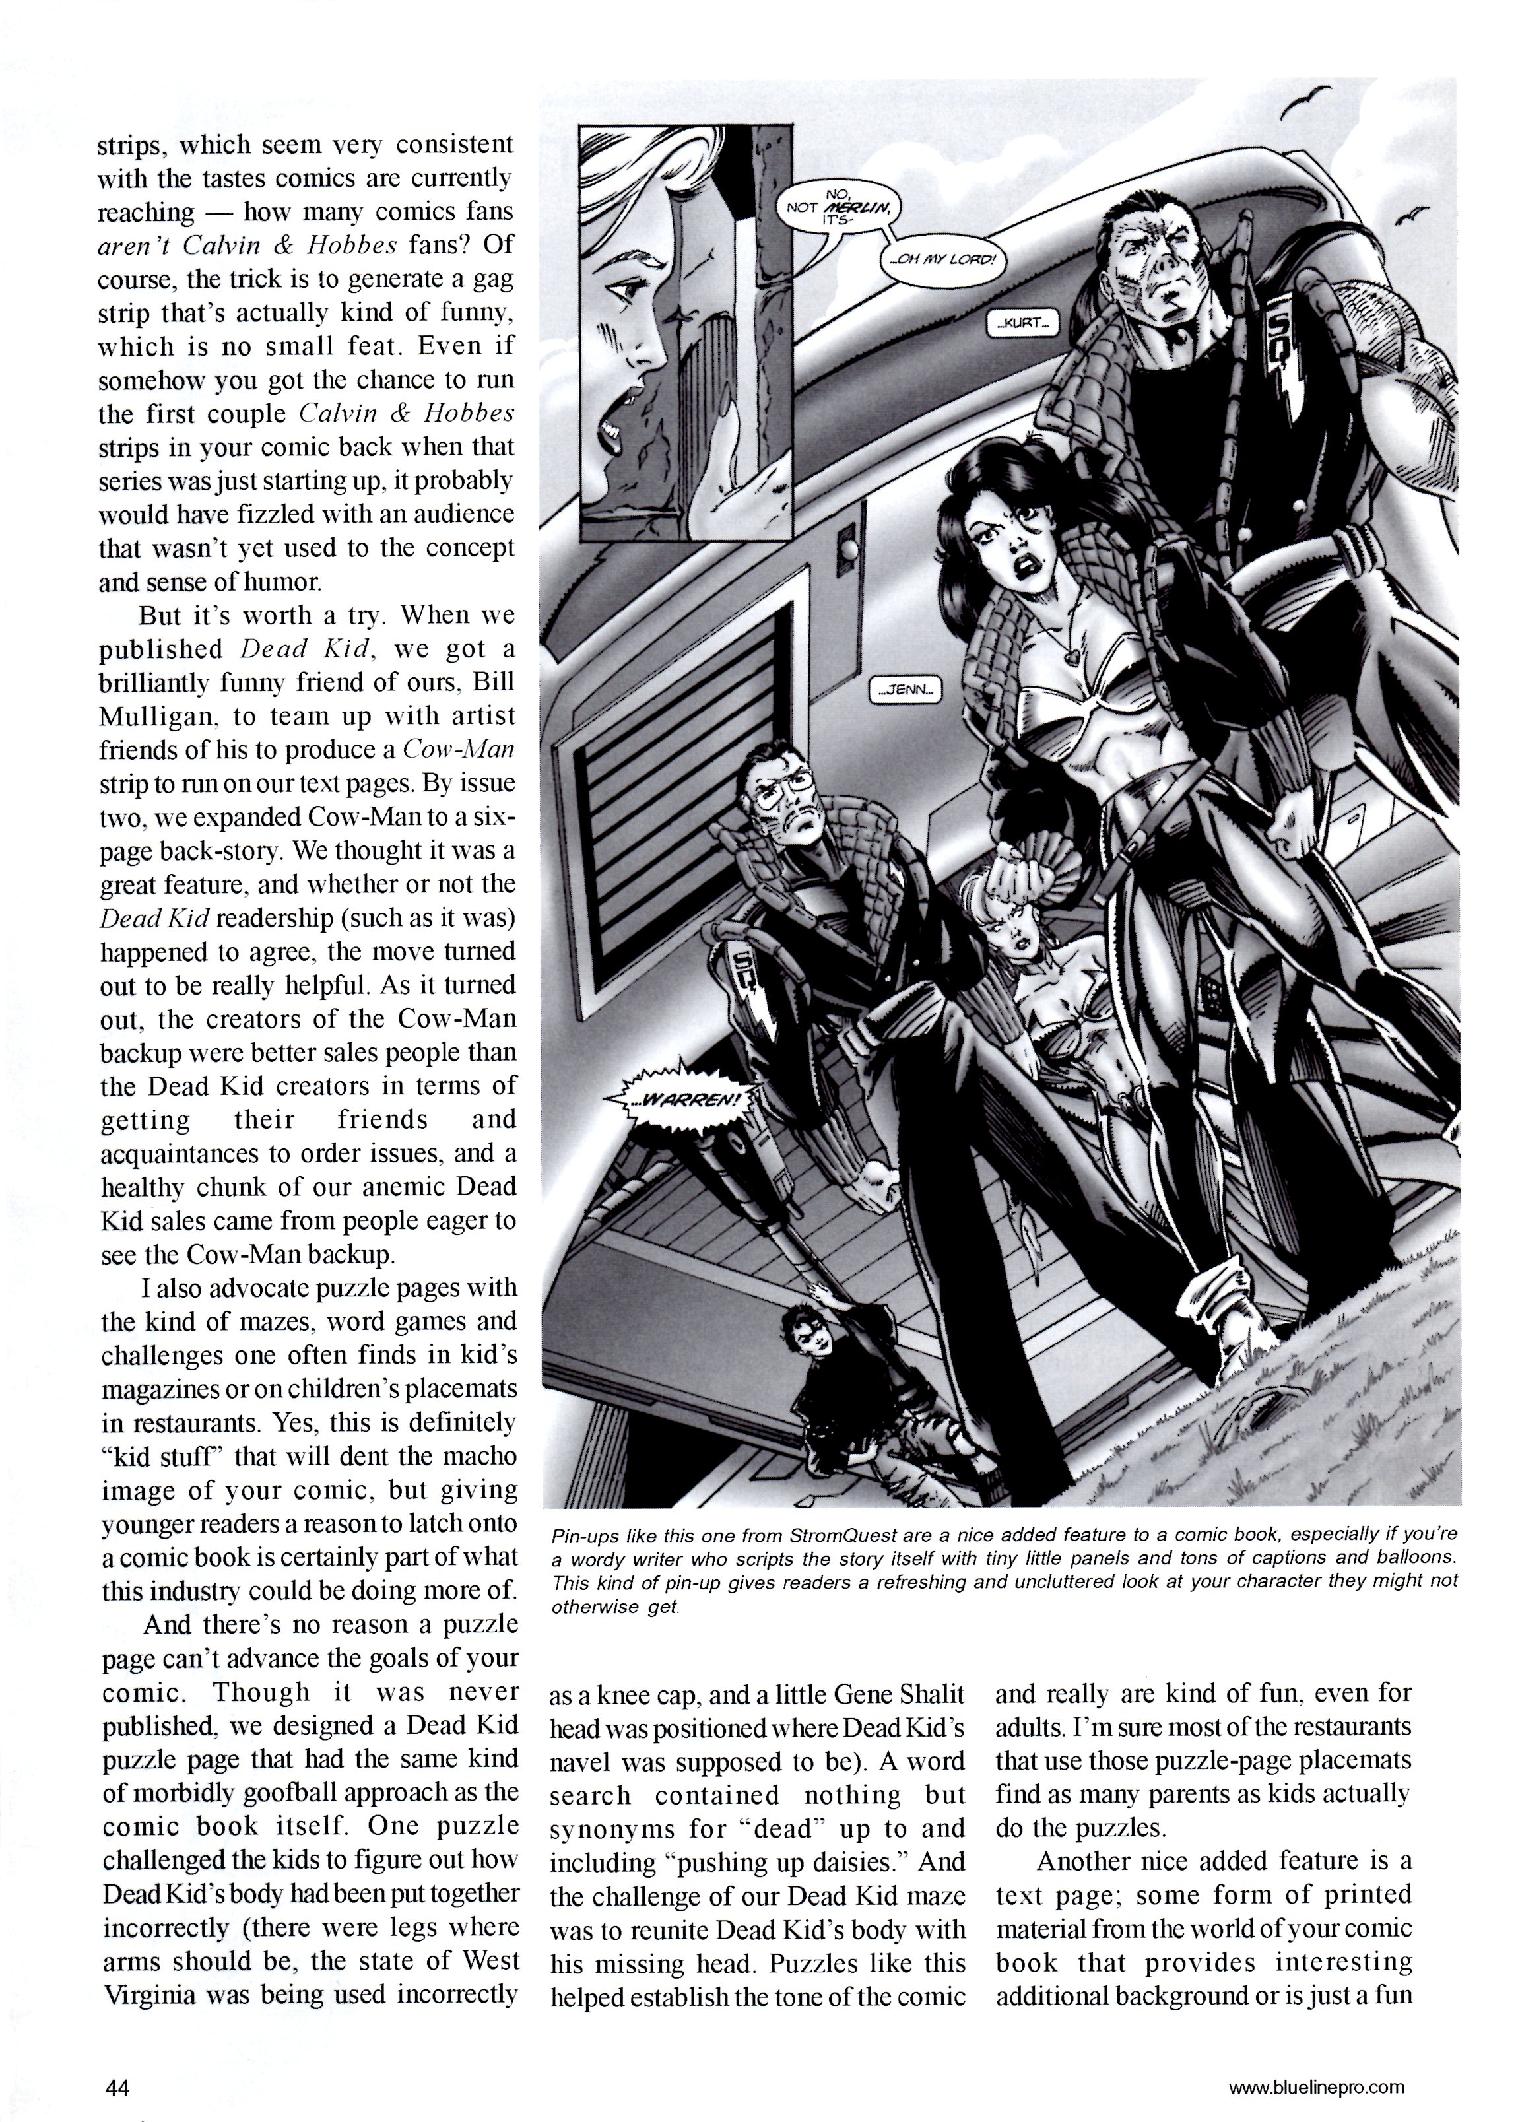 strips, which seem very consistent
with the tastes comics are currently
reaching — how many comics fans
aren't Calvin & Hobbes fans? Of
course, the trick is to generate a gag
strip that's actually kind of funny,
which is no small feat. Even if
somehow you got the chance to run
the first couple Calvin & Hobbes
strips in your comic back when that
series was just starting up, it probably
would have fizzled with an audience
that wasn't yet used to the concept
and sense of humor.
But it's worth a try. When we
published Dead Kid, we got a
brilliantly funny friend of ours, Bill
Mulligan, to team up with artist
friends of his to produce a Cow-Man
strip to run on our text pages. By issue
two, we expanded Cow-Man to a six-
page back-story. We thought it was a
great feature, and whether or not the
Dead Kid readership (such as it was)
happened to agree, the move turned
out to be really helpful. As it turned
out, the creators of the Cow-Man
backup were better sales people than
the Dead Kid creators in terms of
getting their friends and
acquaintances to order issues, and a
healthy chunk of our anemic Dead
Kid sales came from people eager to
see the Cow-Man backup.
I also advocate puzzle pages with
the kind of mazes, word games and
challenges one often finds in kid's
magazines or on children's placemats
in restaurants. Yes, this is definitely
“kid stuff” that will dent the macho
image of your comic, but giving
younger readers a reason to latch onto
a comic book is certainly part of what
this industry could be doing more of.
And there's no reason a puzzle
page can't advance the goals of your
comic. Though it was never
published, we designed a Dead Kid
puzzle page that had the same kind
of morbidly goofball approach as the
comic book itself. One puzzle
challenged the kids to figure out how
Dead Kid's body had been put together
incorrectly (there were legs where
arms should be, the state of West
Virginia was being used incorrectly
NO,
NOT MERLIN,
IT'S-
...OH MY LORD!
...KURT...
SQ
...JENN...
SQ
...WARREN!
Pin-ups like this one from StromQuest are a nice added feature to a comic book, especially if you're
a wordy writer who scripts the story itself with tiny little panels and tons of captions and balloons.
This kind of pin-up gives readers a refreshing and uncluttered look at your character they might not
otherwise get.
as a knee cap, and a little Gene Shalit
head was positioned where Dead Kid's
navel was supposed to be). A word
search contained nothing but
synonyms for “dead” up to and
including “pushing up daisies.” And
the challenge of our Dead Kid maze
was to reunite Dead Kid's body with
his missing head. Puzzles like this
helped establish the tone of the comic
and really are kind of fun, even for
adults. I'm sure most of the restaurants
that use those puzzle-page placemats
find as many parents as kids actually
do the puzzles.
Another nice added feature is a
text page; some form of printed
material from the world of your comic
book that provides interesting
additional background or is just a fun
44
www.bluelinepro.com